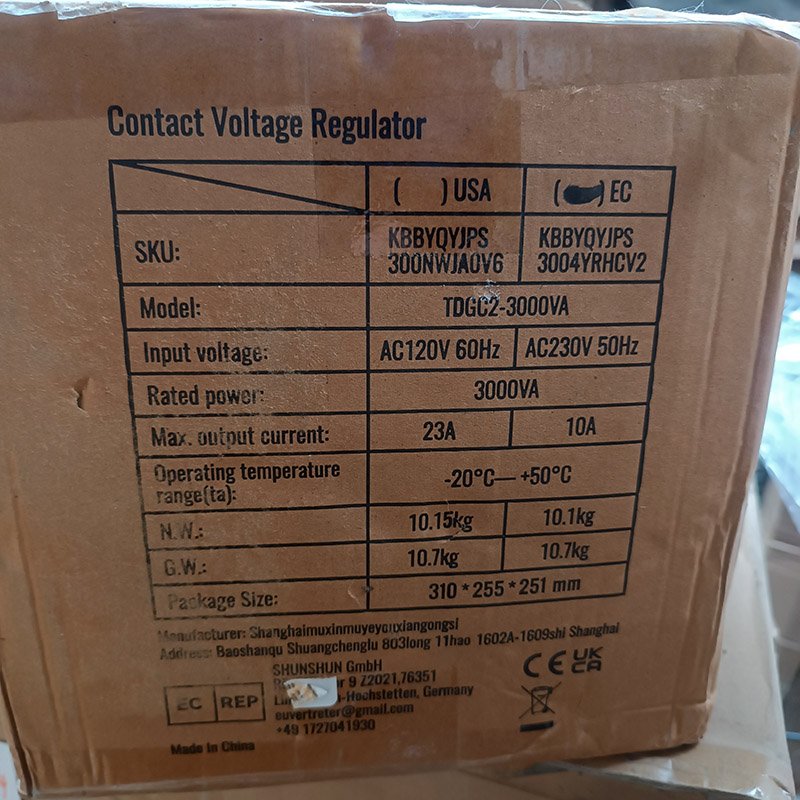 Contact Voltage Regulator
( ) USA ( ) EC
SKU: KBBYQYJPS 300NWJA0V6 KBBYQYJPS 3004YRHCV2
Model: TDGC2-3000VA
Input voltage: AC120V 60Hz AC230V 50Hz
Rated power: 3000VA
Max. output current: 23A 10A
Operating temperature range(ta): -20°C— +50°C
N.W.: 10.15kg 10.1kg
G.W.: 10.7kg 10.7kg
Package Size: 310*255*251 mm
Manufacturer: Shanghaimuxinmuyeyouxiangongsi
Address: Baoshanqu Shuangchenglu 803long 11hao 1602A-1609shi Shanghai
EC REP
SHUNSHUN GmbH
9 Z2021,76351
-Hochstetten, Germany
euvertreter@gmail.com
+49 1727041930
CE UKCA
Made In China